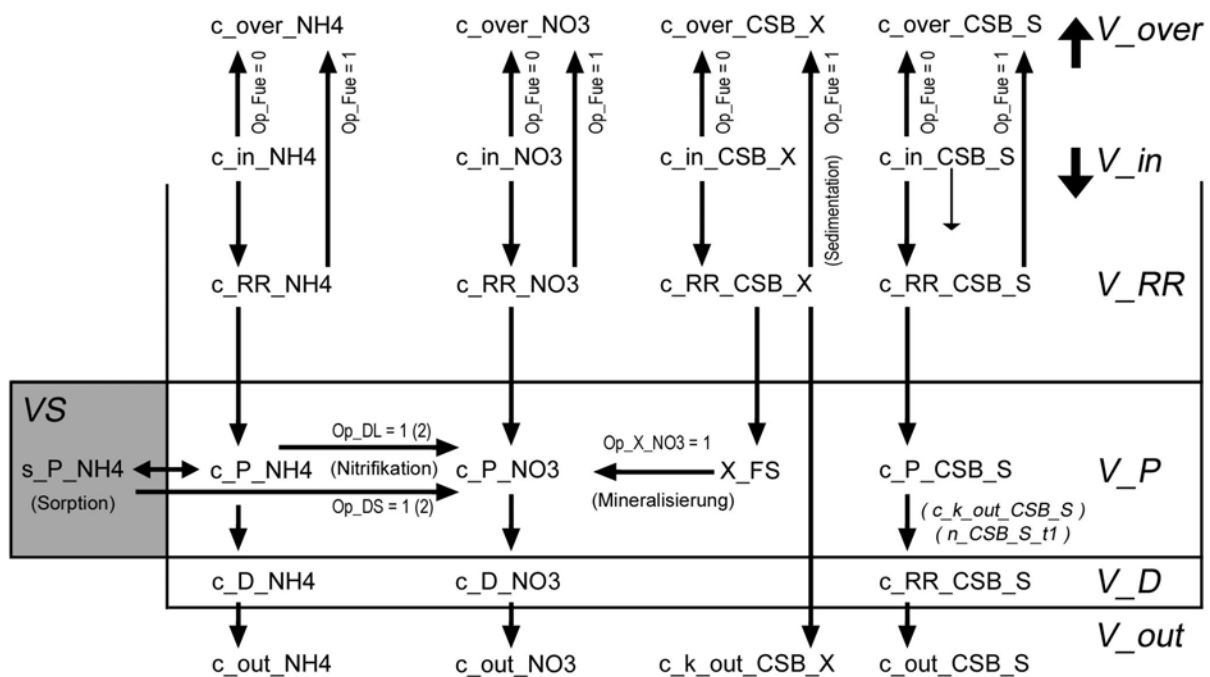 c_over_NH4 c_over_NO3 c_over_CSB_X c_over_CSB_S V_over
Op_Fue = 0 Op_Fue = 1 Op_Fue = 0 Op_Fue = 1 Op_Fue = 0 Op_Fue = 1 Op_Fue = 0 Op_Fue = 1
c_in_NH4 c_in_NO3 c_in_CSB_X c_in_CSB_S V_in
(Sedimentation)
c_RR_NH4 c_RR_NO3 c_RR_CSB_X c_RR_CSB_S V_RR
VS
Op_DL = 1 (2) Op_X_NO3 = 1
s_P_NH4 c_P_NH4 (Nitrifikation) c_P_NO3 X_FS c_P_CSB_S V_P
(Sorption) Op_DS = 1 (2) (Mineralisierung)
( c_k_out_CSB_S )
( n_CSB_S_t1 )
c_D_NH4 c_D_NO3 c_RR_CSB_S V_D
V_out
c_out_NH4 c_out_NO3 c_k_out_CSB_X c_out_CSB_S